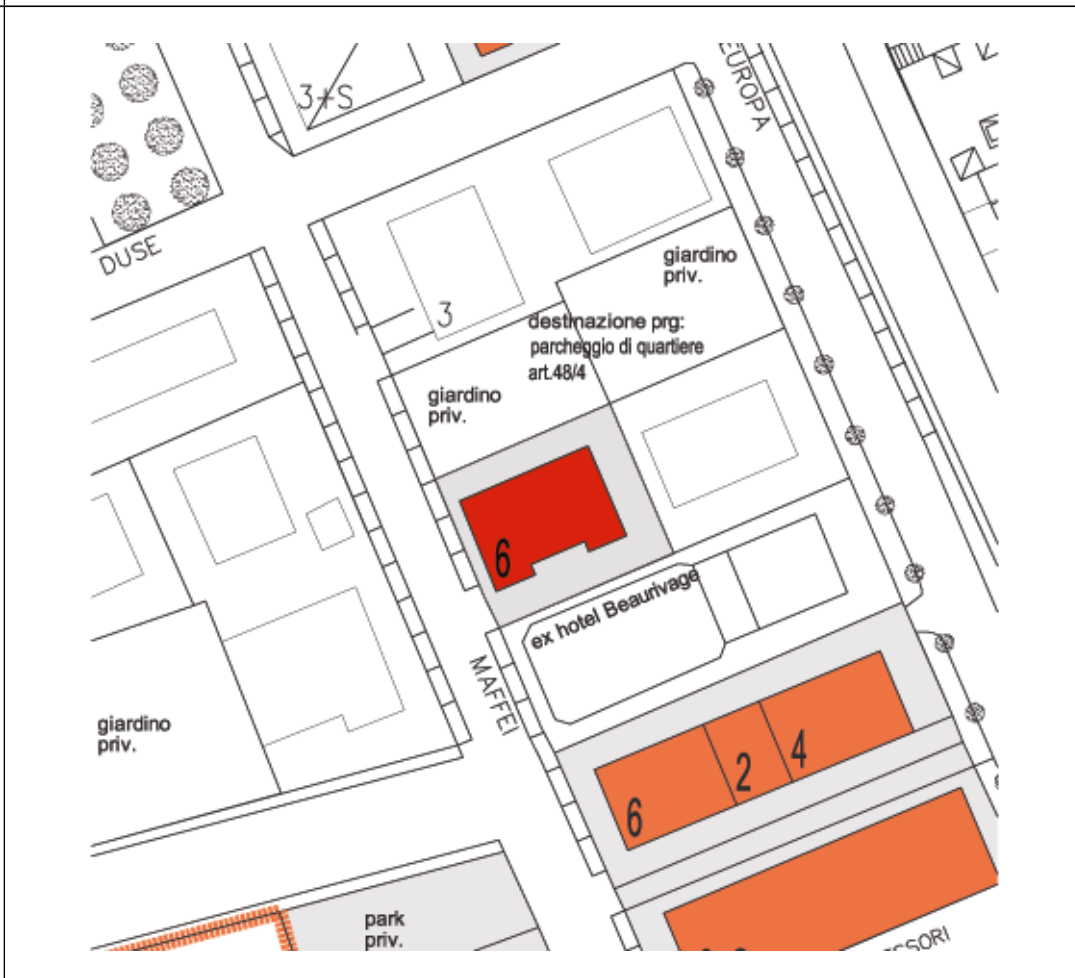 3+S
EUROPA
DUSE
giardino
priv.
3
destinazione prg:
parcheggio di quartiere
art.48/4
giardino
priv.
6
ex hotel Beaurivage
MAFFEI
giardino
priv.
6
2
4
park
priv.